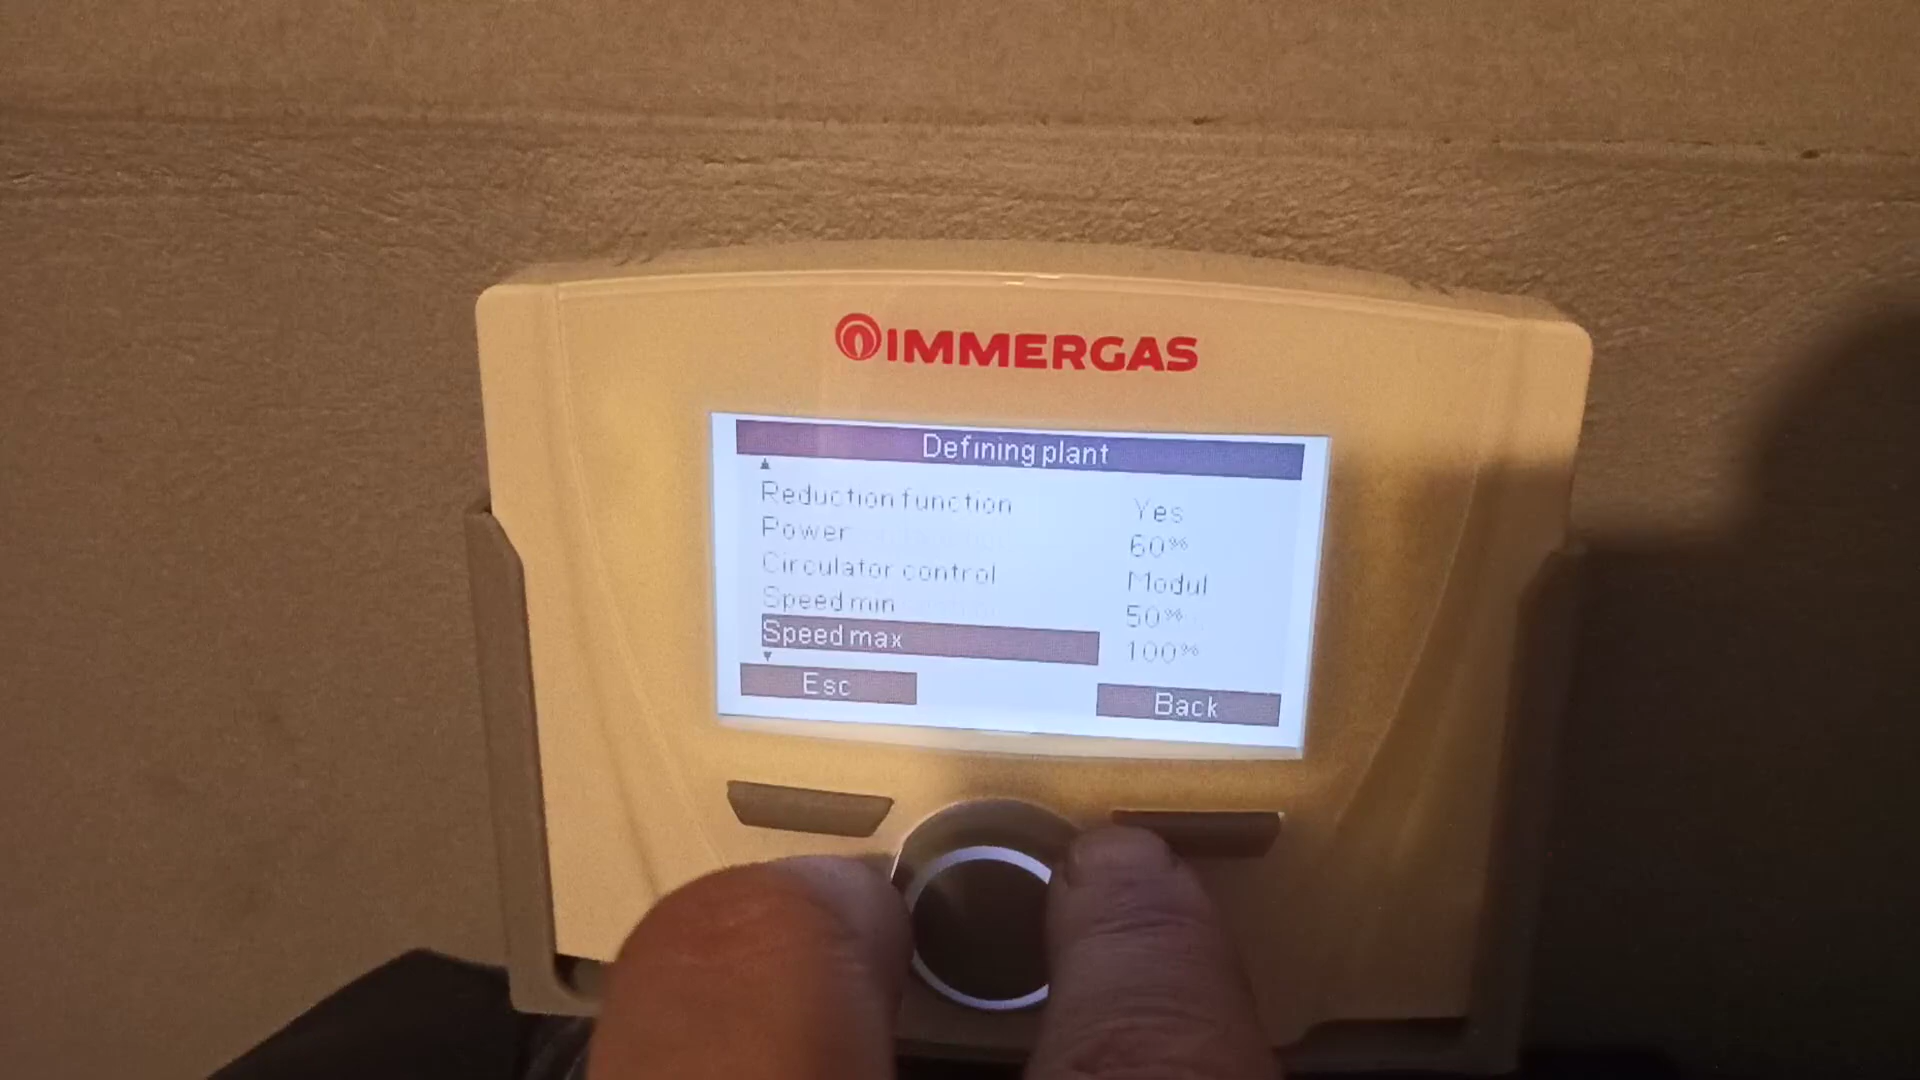 IMMERGAS
Defining plant
Reduction function Yes
Power 60%
Circulator control Modul
Speed min 50%
Speed max 100%
Esc Back